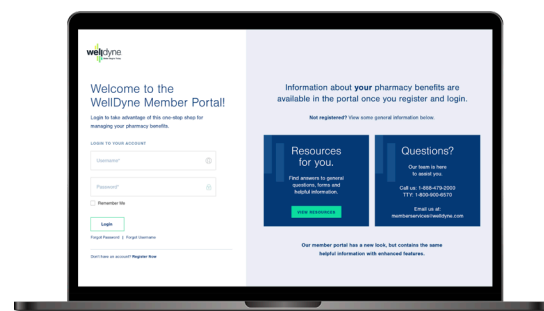 welldyne
Welcome to the
WellDyne Member Portal!
Login to take advantage of this one-stop shop for
managing your pharmacy benefits.
LOGIN TO YOUR ACCOUNT
Username*
Password*
Remember Me
Login
Forgot Password | Forgot Username
Don't have an account? Register Now
Information about your pharmacy benefits are
available in the portal once you register and login.
Not registered? View some general information below.
Resources
for you.
Find answers to general
questions, forms and
helpful information.
VIEW RESOURCES
Questions?
Our team is here
to assist you.
Call us: 1-888-479-2000
TTY: 1-800-900-6570
Email us at:
memberservices@welldyne.com
Our member portal has a new look, but contains the same
helpful information with enhanced features.